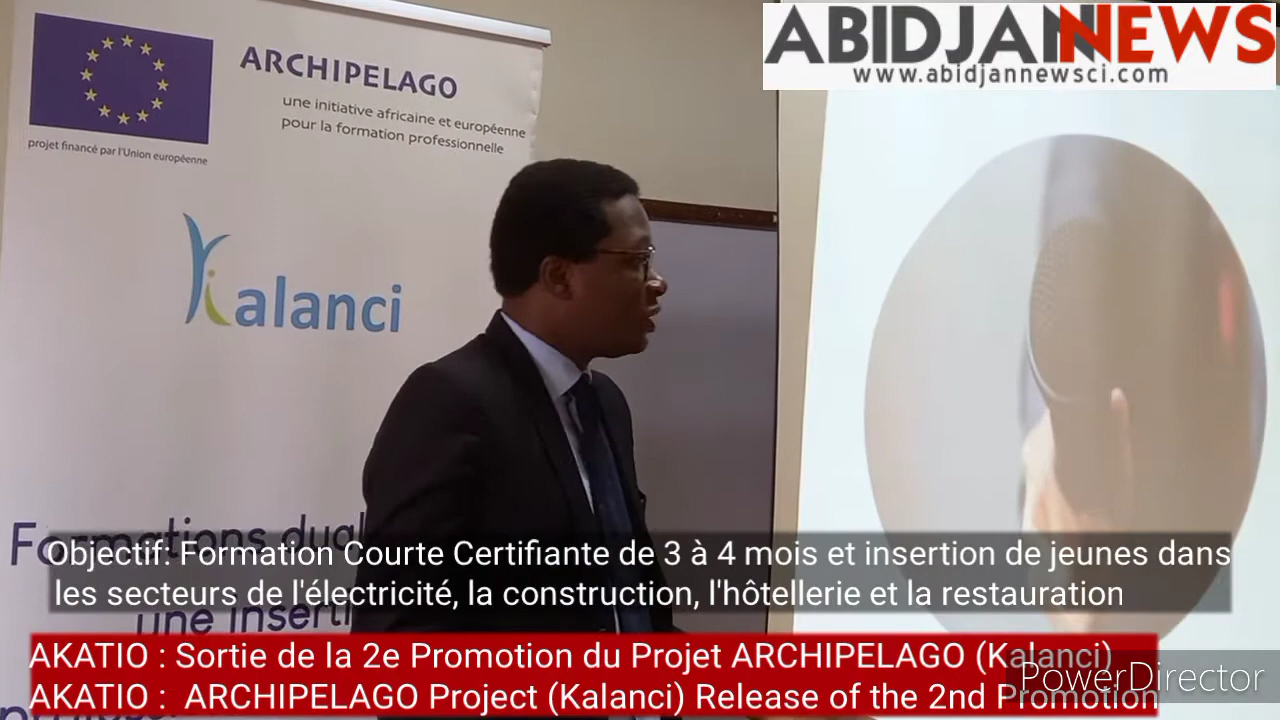 ABIDJANNEWS
www.abidjannewsci.com
ARCHIPELAGO
une initiative africaine et européenne
pour la formation professionnelle
projet financé par l'Union européenne
Kalanci
Formations
une
Objectif: Formation Courte Certifiante de 3 à 4 mois et insertion de jeunes dans
les secteurs de l'électricité, la construction, l'hôtellerie et la restauration
AKATIO : Sortie de la 2e Promotion du Projet ARCHIPELAGO (Kalanci)
AKATIO : ARCHIPELAGO Project (Kalanci) Release of the 2nd Promotion
PowerDirector